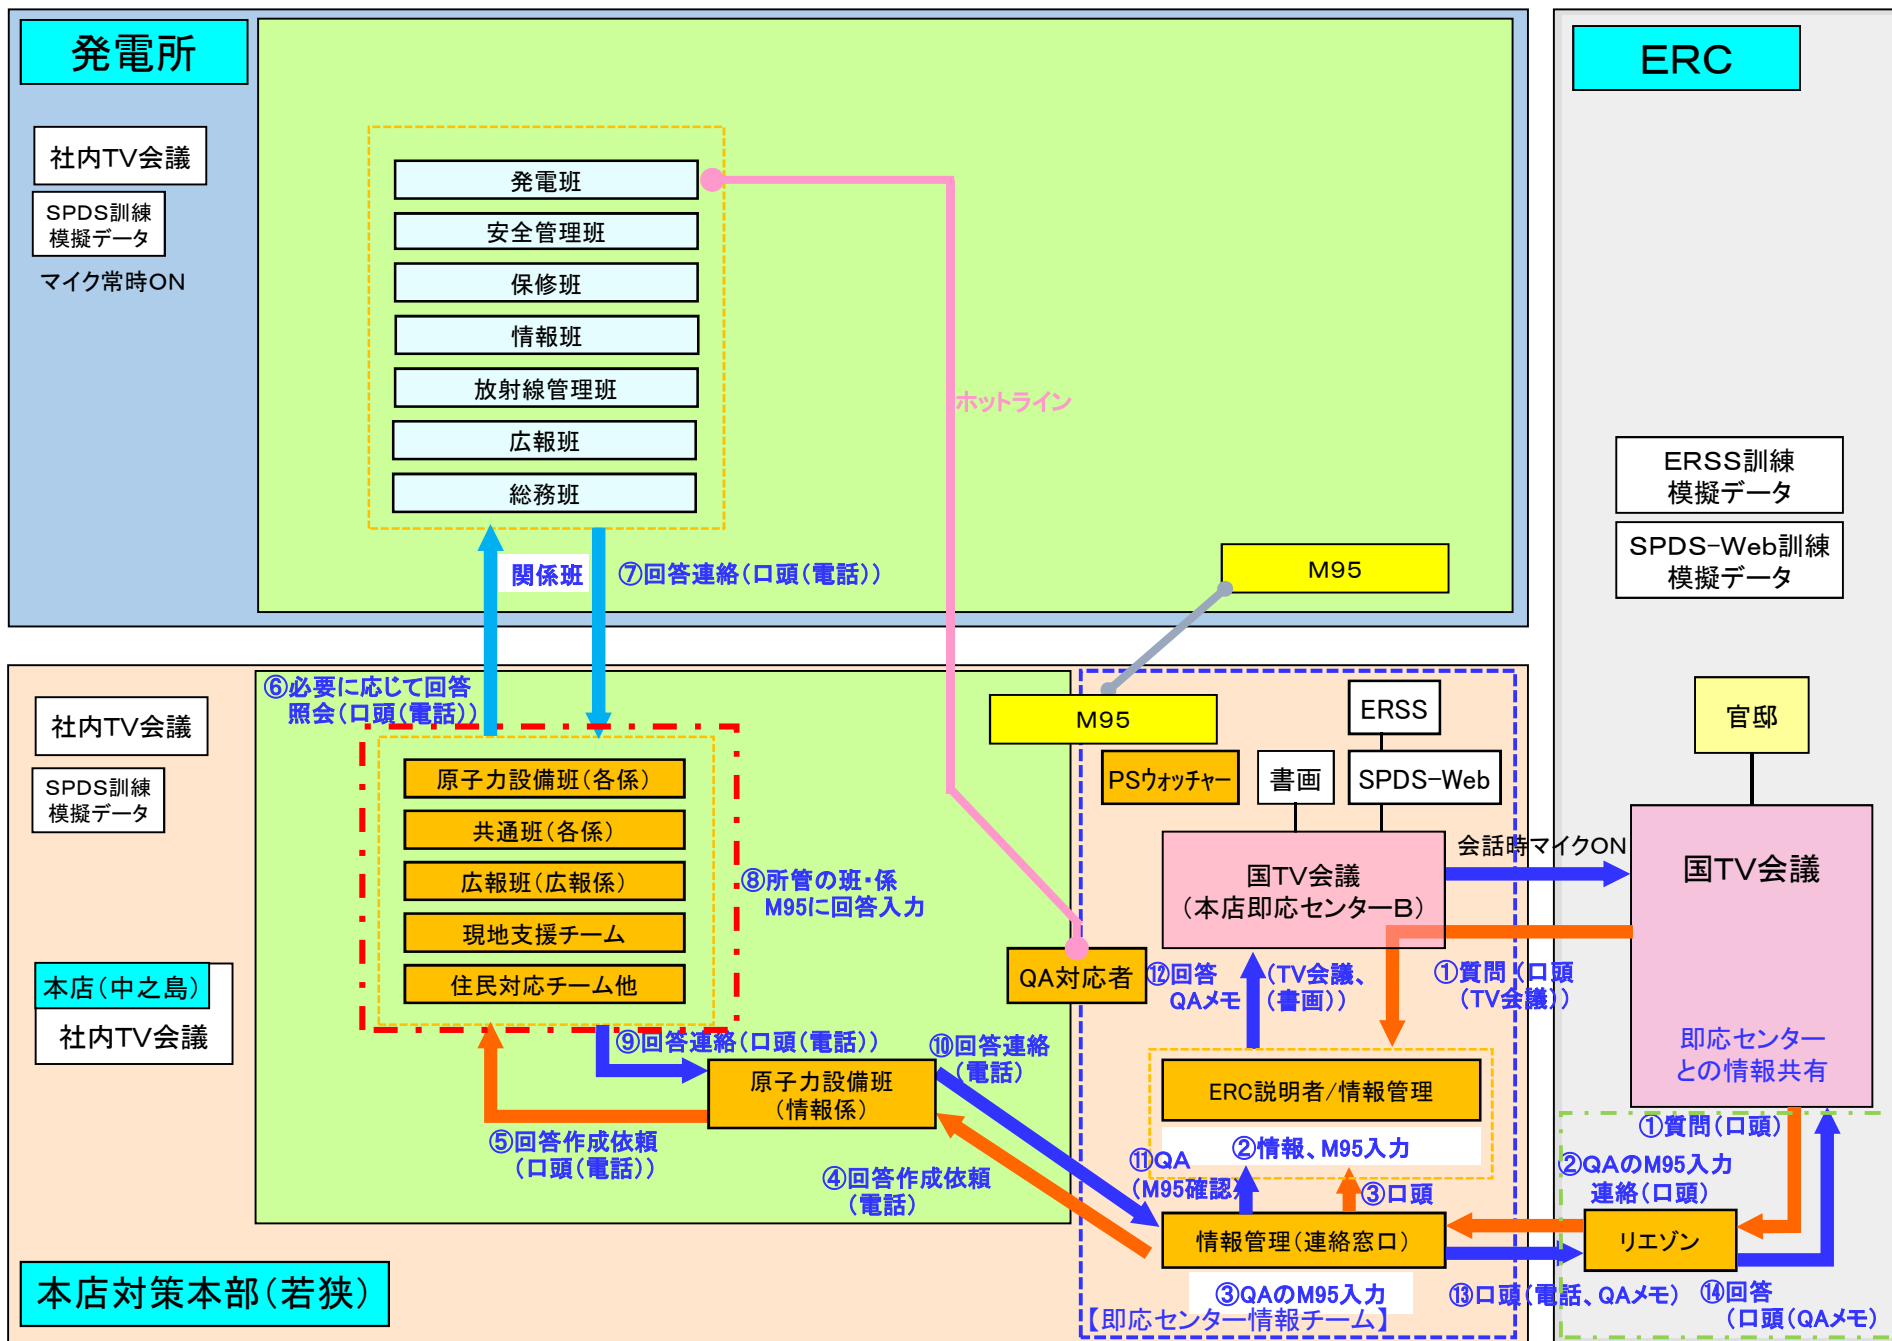 発電所
社内TV会議
SPDS訓練
模擬データ
マイク常時ON
発電班
安全管理班
保修班
情報班
放射線管理班
広報班
総務班
ホットライン
関係班
⑦回答連絡(口頭(電話))
M95
ERC
ERSS訓練
模擬データ
SPDS-Web訓練
模擬データ
官邸
国TV会議
即応センター
との情報共有
①質問(口頭)
②QAのM95入力
連絡(口頭)
リエゾン
⑭回答
(口頭(QAメモ)
社内TV会議
SPDS訓練
模擬データ
本店(中之島)
社内TV会議
本店対策本部(若狭)
⑥必要に応じて回答
照会(口頭(電話))
原子力設備班(各係)
共通班(各係)
広報班(広報係)
現地支援チーム
住民対応チーム他
⑧所管の班・係
M95に回答入力
⑨回答連絡(口頭(電話))
原子力設備班
(情報係)
⑤回答作成依頼
(口頭(電話))
⑩回答連絡
(電話)
④回答作成依頼
(電話)
M95
PSウォッチャー
ERSS
書画
SPDS-Web
国TV会議
(本店即応センターB)
会話時マイクON
QA対応者
⑫回答
QAメモ
(TV会議、
(書画))
①質問(口頭
(TV会議))
ERC説明者/情報管理
②情報、M95入力
⑪QA
(M95確認)
③口頭
情報管理(連絡窓口)
③QAのM95入力
⑬口頭(電話、QAメモ)
【即応センター情報チーム】